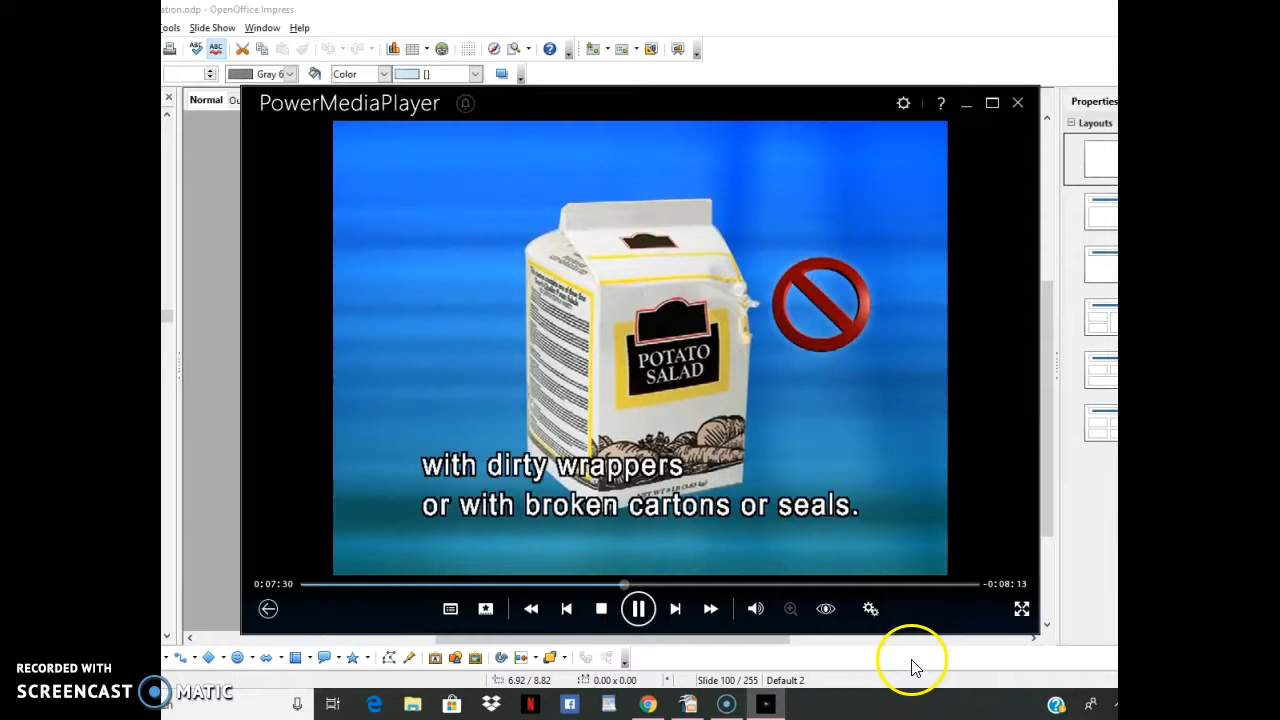 ation.odp - OpenOffice Impress
ools Slide Show Window Help
Gray 6 Color []
Normal Ou
PowerMediaPlayer
?
Properties
Layouts
POTATO
SALAD
with dirty wrappers
or with broken cartons or seals.
0:07:30 -0:08:13
6.92 / 8.82 0.00 x 0.00 * Slide 100 / 255 Default 2
RECORDED WITH
SCREENCAST MATIC